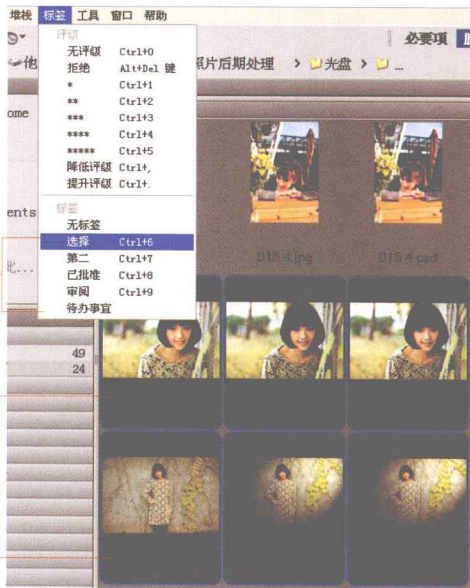 堆栈 标签 工具 窗口 帮助
评级
必要项
无评级 Ctrl+0
拒绝 Alt+Del 键
照片后期处理 > 光盘 >
* Ctrl+1
** Ctrl+2
*** Ctrl+3
**** Ctrl+4
***** Ctrl+5
降低评级 Ctrl+,
提升评级 Ctrl+.
标签
无标签
选择 Ctrl+6
第二 Ctrl+7
已批准 Ctrl+8
审阅 Ctrl+9
待办事宜
D15 4.jpg D15 4.psd
49
24